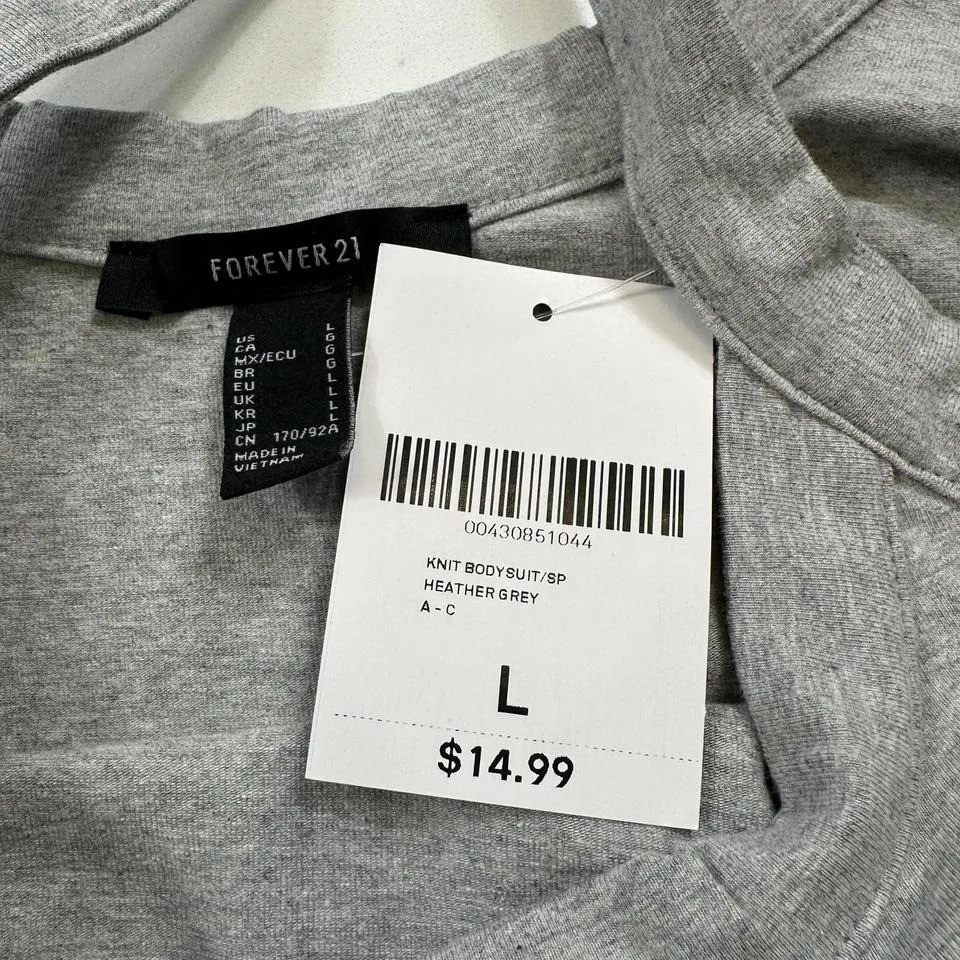 FOREVER 21
US L
CA G
MX/ECU G
BR G
EU L
UK L
KR L
JP L
CN 170/92A
MADE IN
VIETNAM
00430851044
KNIT BODYSUIT/SP
HEATHER GREY
A - C
L
$14.99